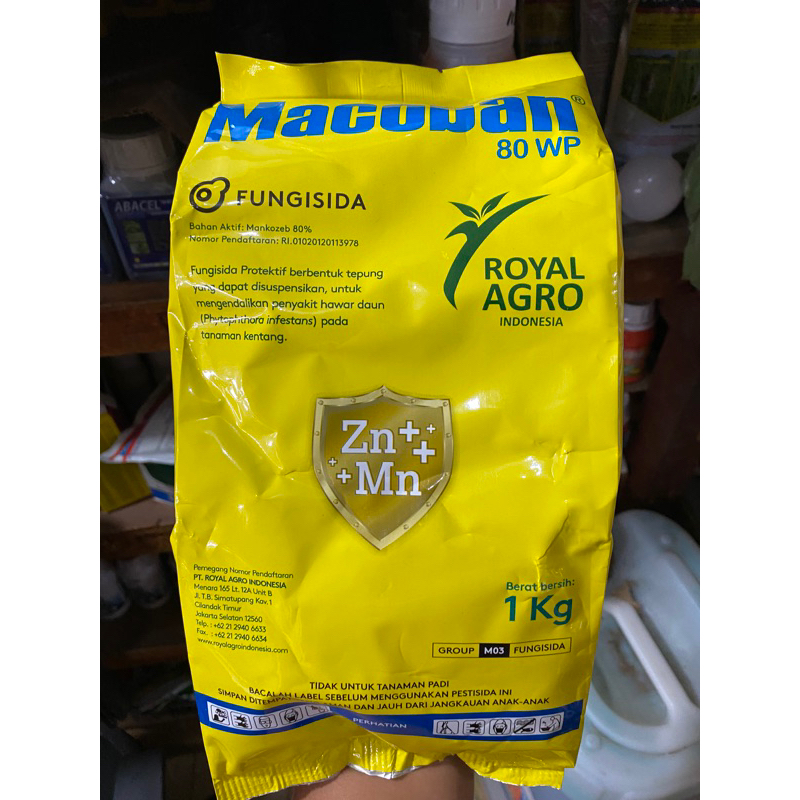 Macoban®
80 WP
FUNGISIDA
Bahan Aktif: Mankozeb 80%
Nomor Pendaftaran: RI.01020120113978
Fungisida Protektif berbentuk tepung
yang dapat disuspensikan, untuk
mengendalikan penyakit hawar daun
(Phytophthora infestans) pada
tanaman kentang.
ROYAL
AGRO
INDONESIA
Zn++
++
++Mn
Pemegang Nomor Pendaftaran
PT. ROYAL AGRO INDONESIA
Menara 165 Lt. 12A Unit B
Jl. T.B. Simatupang Kav. 1
Cilandak Timur
Jakarta Selatan 12560
Telp. : +62 21 2940 6633
Fax. : +62 21 2940 6634
www.royalagroindonesia.com
Berat bersih:
1 Kg
GROUP M03 FUNGISIDA
TIDAK UNTUK TANAMAN PADI
BACALAH LABEL SEBELUM MENGGUNAKAN PESTISIDA INI
SIMPAN DAN JAUH DARI JANGKAUAN ANAK-ANAK
PERHATIAN
ABACEL